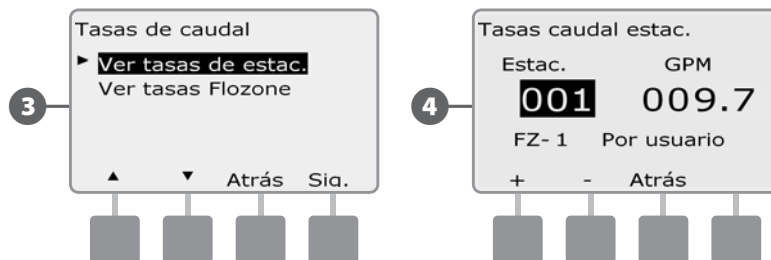 3
Tasas de caudal
► Ver tasas de estac.
Ver tasas Flozone
▲ ▼ Atrás Sig.
4
Tasas caudal estac.
Estac. GPM
001 009.7
FZ- 1 Por usuario
+ - Atrás